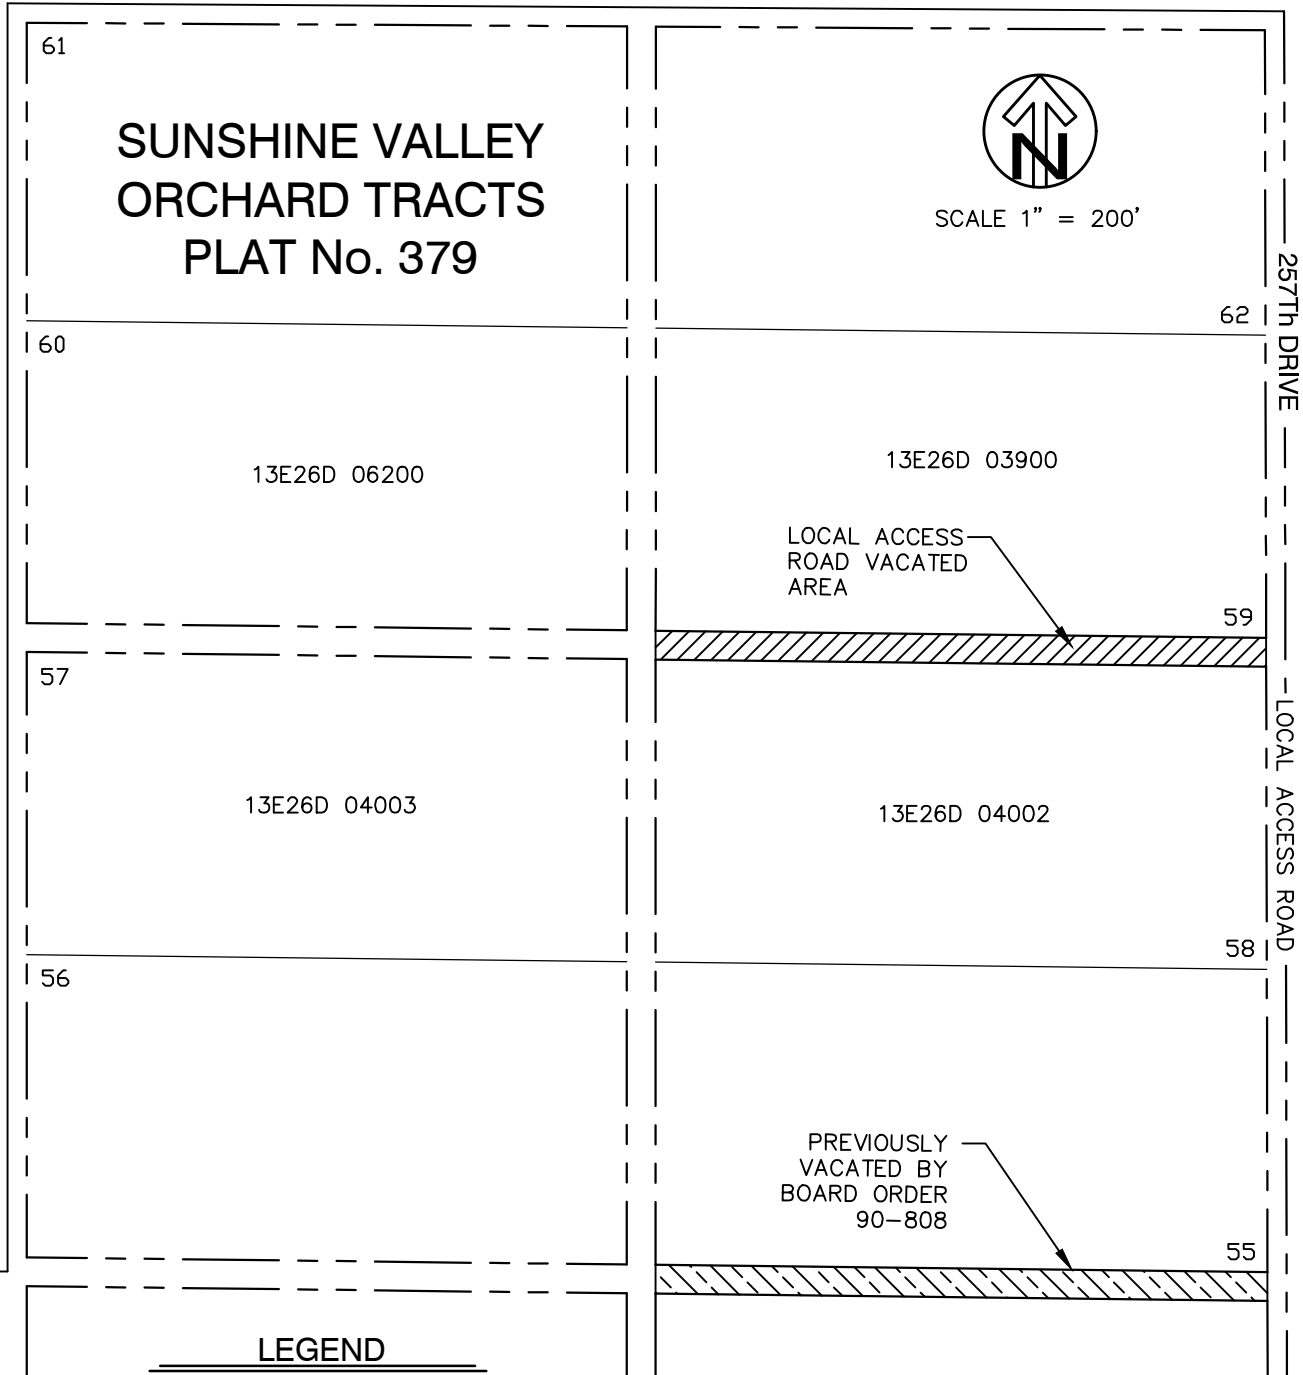 61
SUNSHINE VALLEY
ORCHARD TRACTS
PLAT No. 379
N
SCALE 1" = 200'
62
257Th DRIVE
60
13E26D 06200
13E26D 03900
LOCAL ACCESS
ROAD VACATED
AREA
59
57
13E26D 04003
13E26D 04002
LOCAL ACCESS ROAD
58
56
PREVIOUSLY
VACATED BY
BOARD ORDER
90-808
55
LEGEND